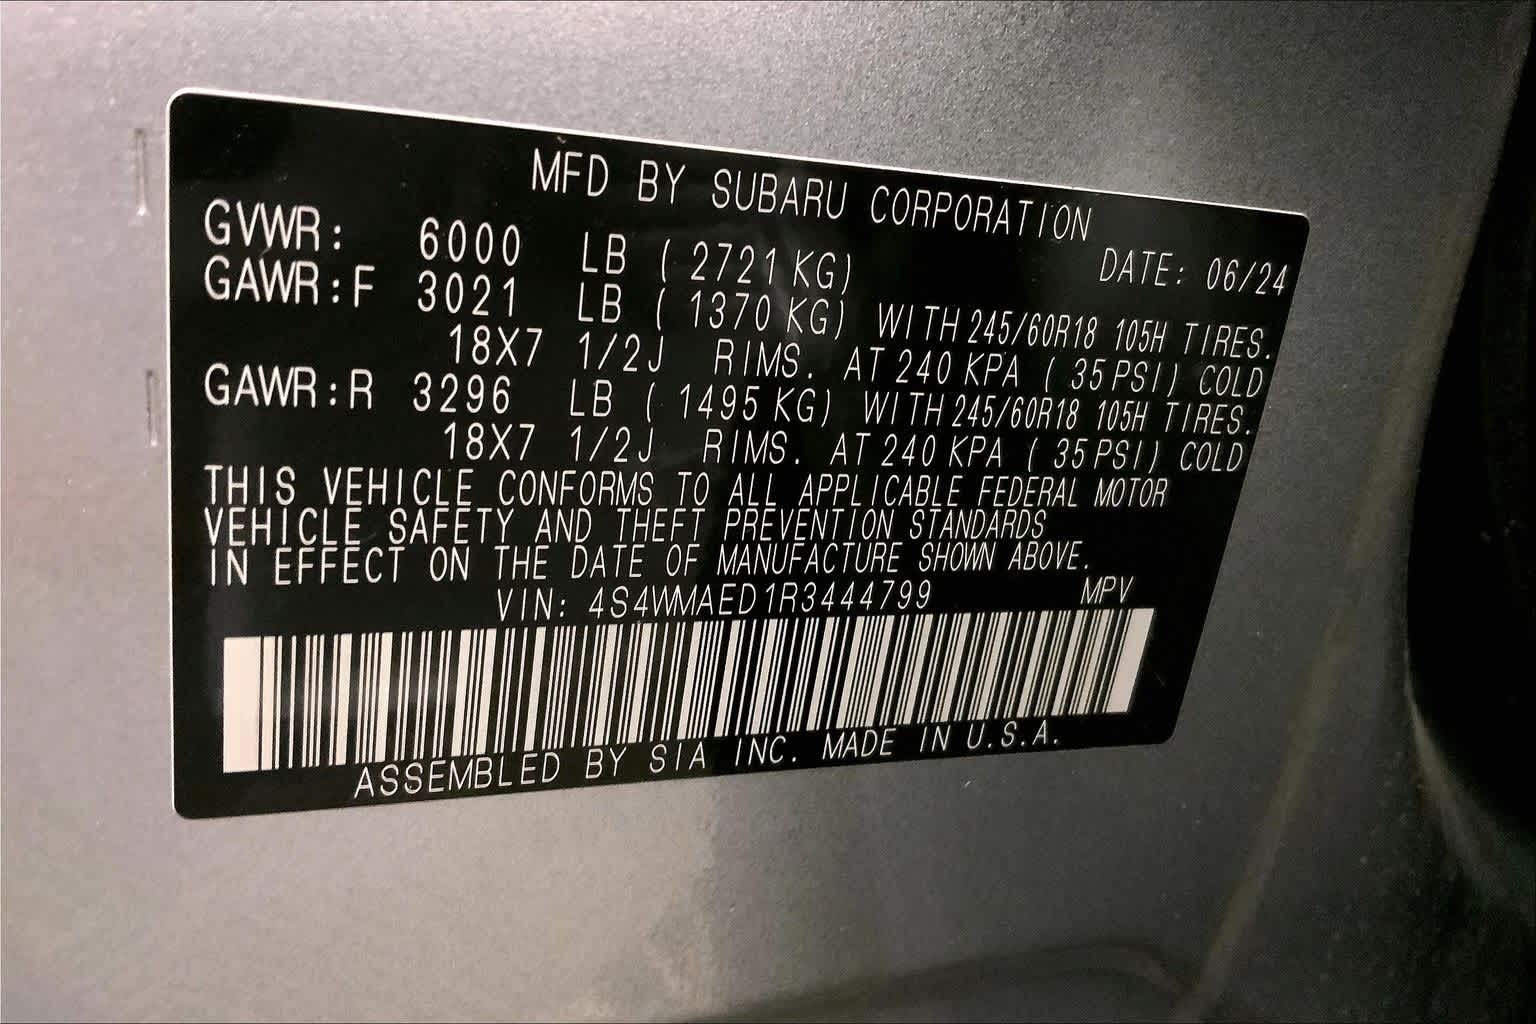 MFD BY SUBARU CORPORATION
DATE: 06/24
GVWR: 6000 LB ( 2721 KG)
GAWR:F 3021 LB ( 1370 KG) WITH 245/60R18 105H TIRES.
18X7 1/2J RIMS. AT 240 KPA ( 35 PSI) COLD
GAWR:R 3296 LB ( 1495 KG) WITH 245/60R18 105H TIRES.
18X7 1/2J RIMS. AT 240 KPA ( 35 PSI) COLD
THIS VEHICLE CONFORMS TO ALL APPLICABLE FEDERAL MOTOR
VEHICLE SAFETY AND THEFT PREVENTION STANDARDS
IN EFFECT ON THE DATE OF MANUFACTURE SHOWN ABOVE.
VIN: 4S4WMAED1R3444799 MPV
ASSEMBLED BY SIA INC. MADE IN U.S.A.